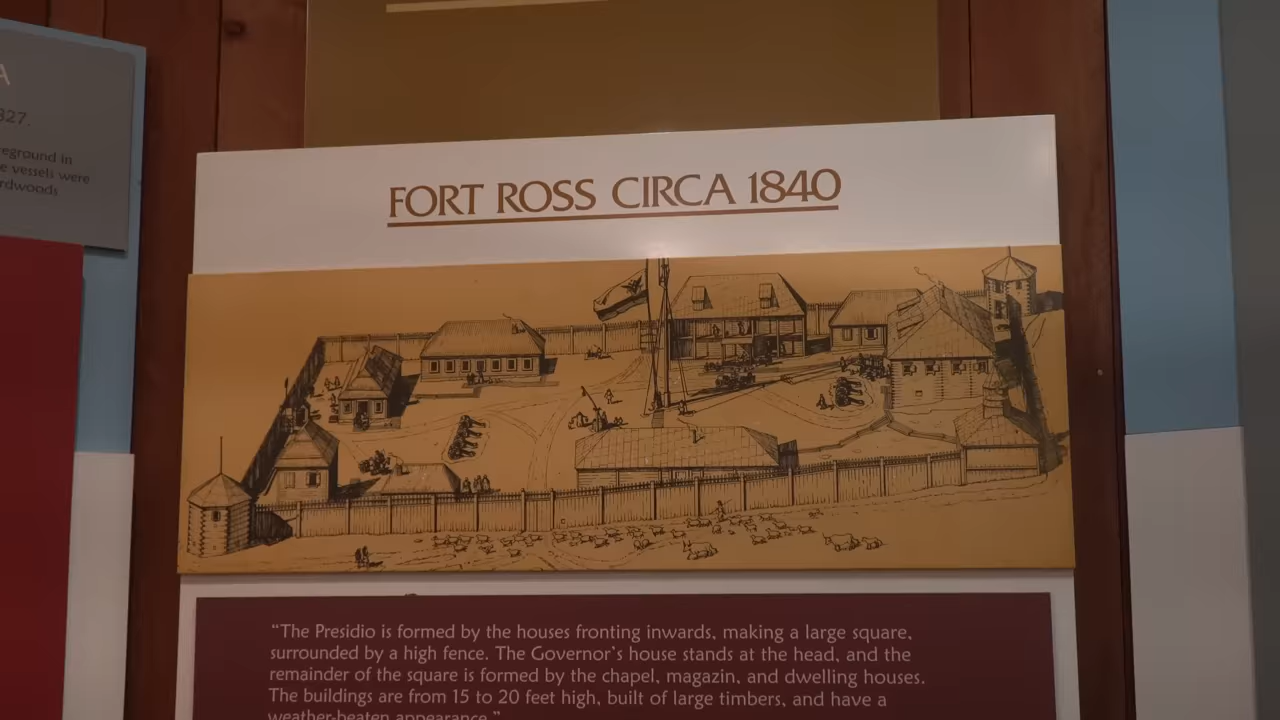 A
327.
eground in
e vessels were
rdwoods
FORT ROSS CIRCA 1840
"The Presidio is formed by the houses fronting inwards, making a large square,
surrounded by a high fence. The Governor's house stands at the head, and the
remainder of the square is formed by the chapel, magazin, and dwelling houses.
The buildings are from 15 to 20 feet high, built of large timbers, and have a
weather-beaten appearance."